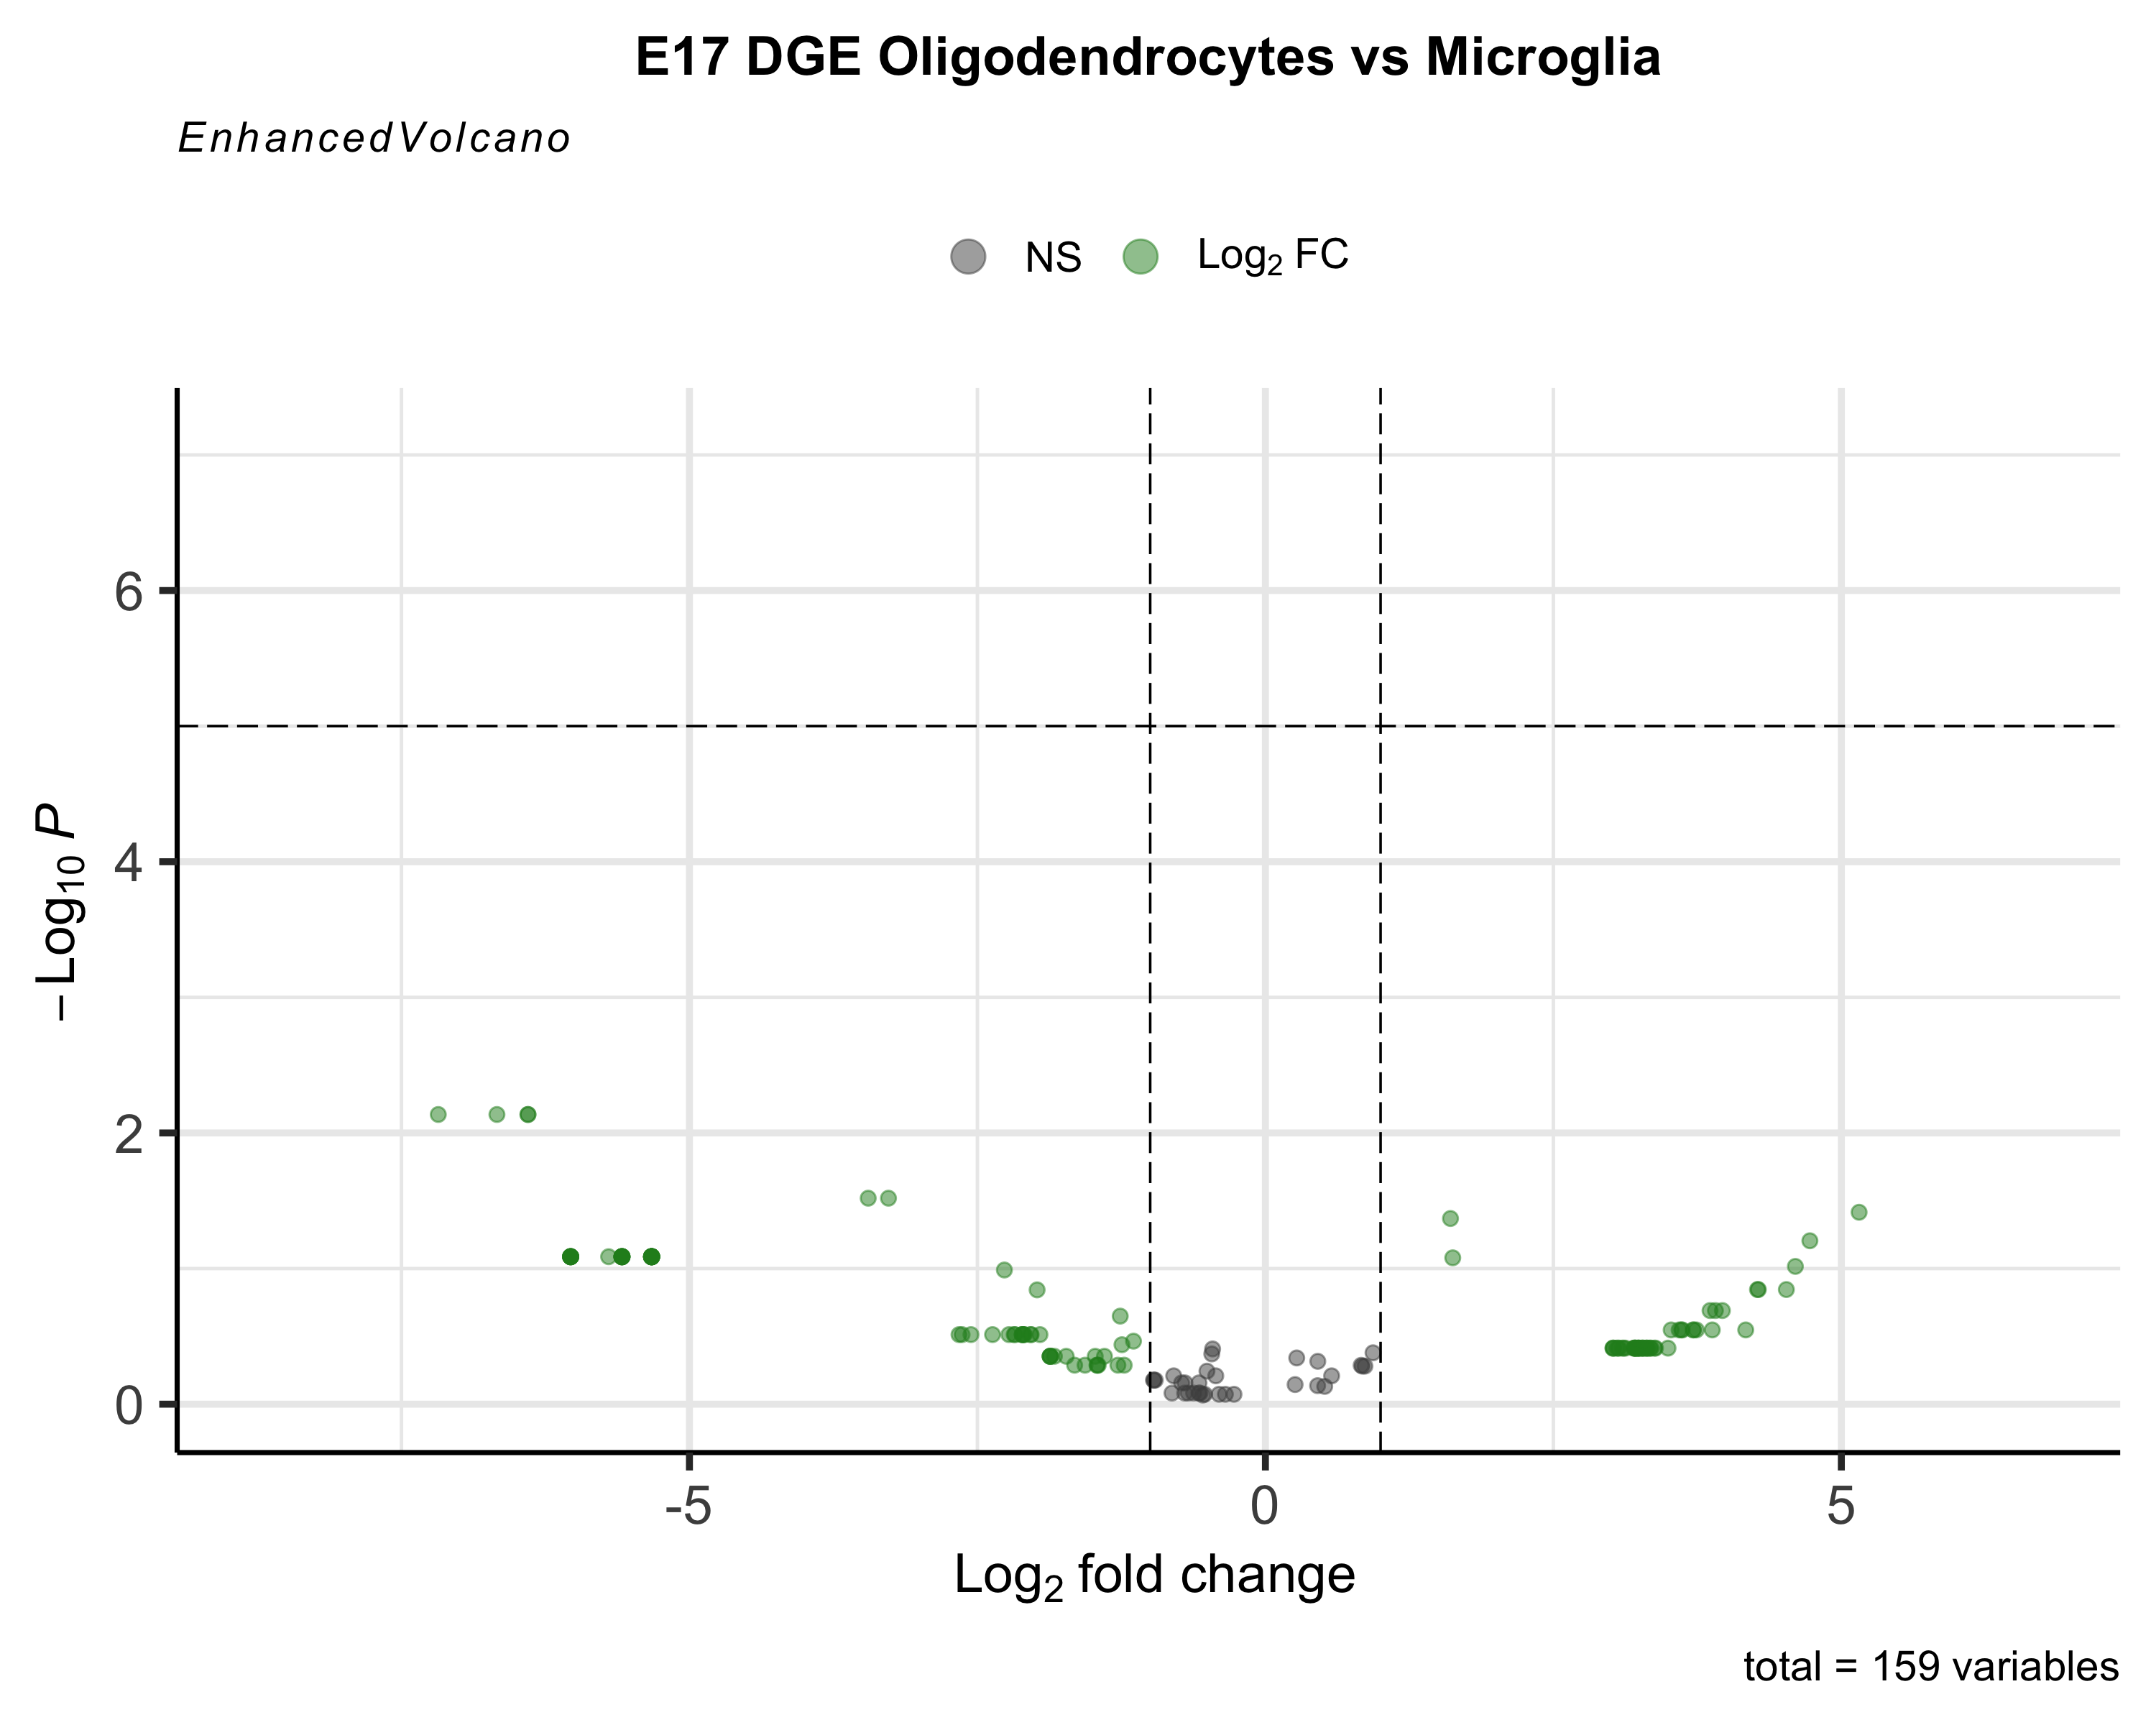 E17 DGE Oligodendrocytes vs Microglia
EnhancedVolcano
NS Log₂ FC
6
4
2
0
−Log₁₀ P
-5 0 5
Log₂ fold change
total = 159 variables